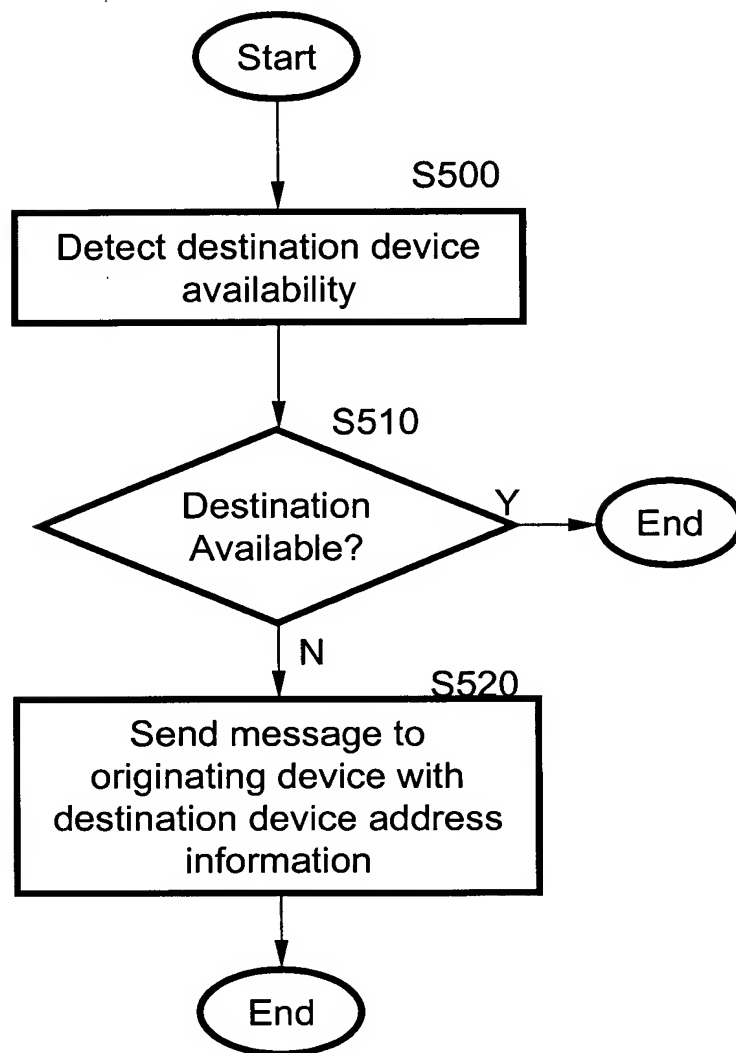 Start
S500
Detect destination device
availability
S510
Destination
Available?
Y
End
N
S520
Send message to
originating device with
destination device address
information
End